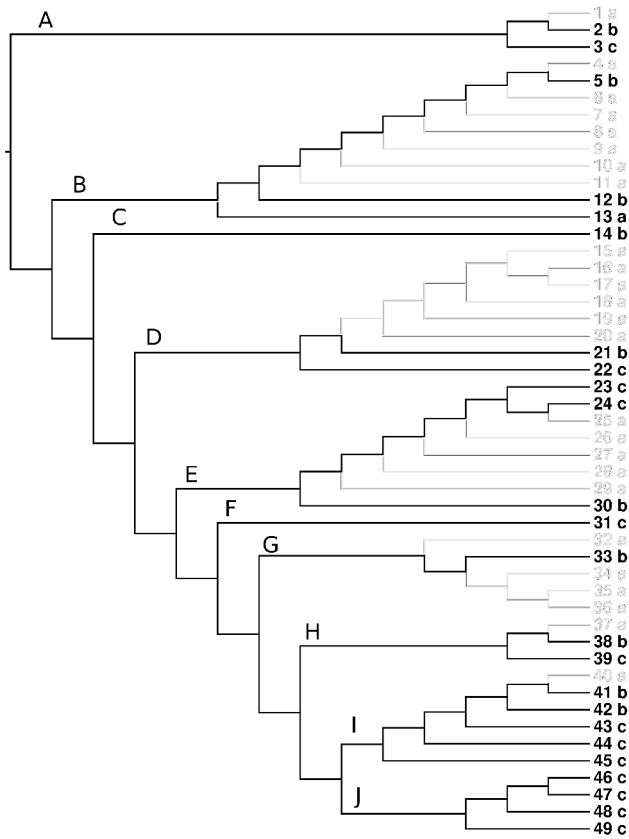 A
1 a
2 b
3 c
4 a
5 b
6 a
7 a
8 a
9 a
10 a
B
11 a
12 b
C
13 a
14 b
15 a
16 a
17 a
18 a
19 a
D
20 a
21 b
22 c
23 c
24 c
25 a
26 a
27 a
E
28 a
29 a
F
30 b
31 c
G
32 a
33 b
34 a
35 a
36 a
H
37 a
38 b
39 c
40 a
41 b
42 b
I
43 c
44 c
45 c
46 c
J
47 c
48 c
49 c